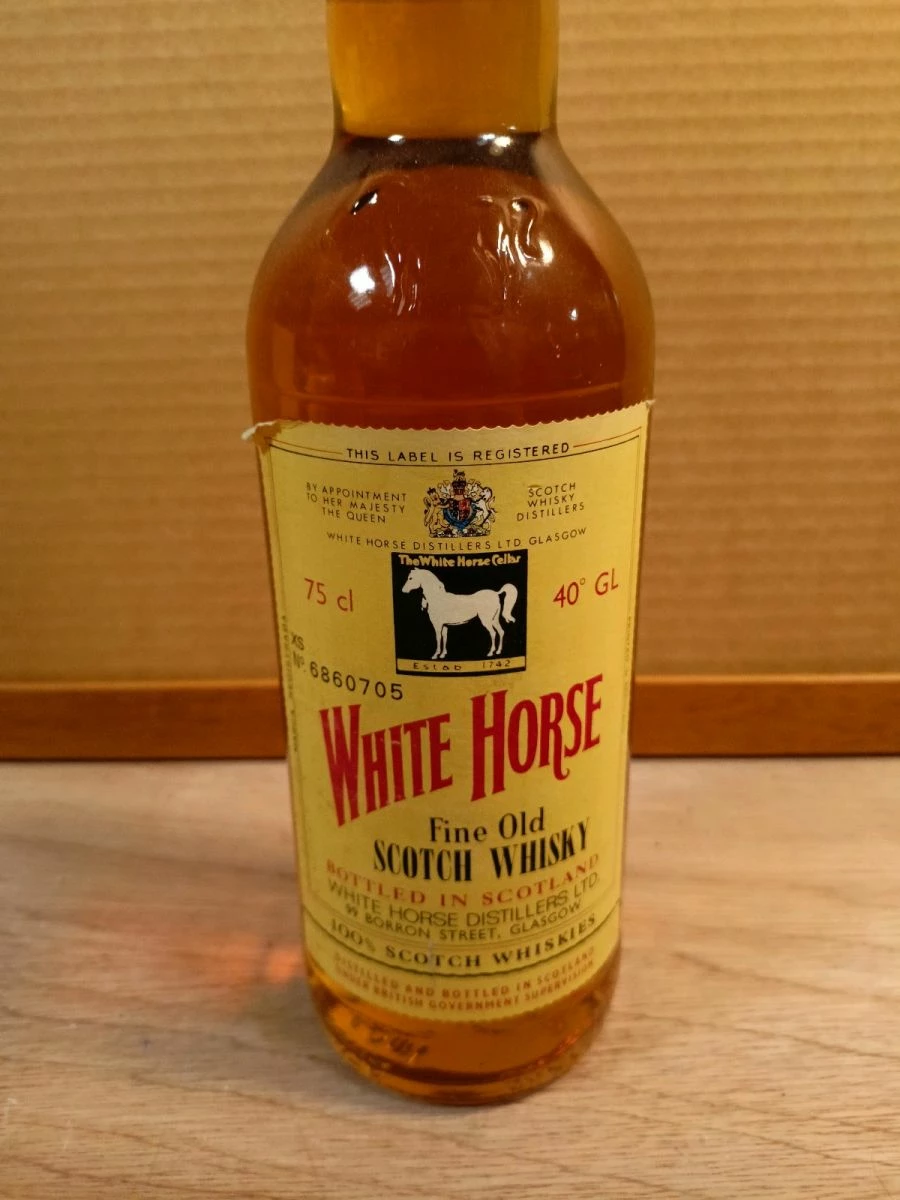 THIS LABEL IS REGISTERED
BY APPOINTMENT
TO HER MAJESTY
THE QUEEN
SCOTCH
WHISKY
DISTILLERS
WHITE HORSE DISTILLERS LTD GLASGOW
The White Horse Cellar
75 cl
40° GL
ESTAB 1742
XS
Nº 6860705
WHITE HORSE
Fine Old
SCOTCH WHISKY
BOTTLED IN SCOTLAND
WHITE HORSE DISTILLERS LTD.
99 BORRON STREET, GLASGOW
100% SCOTCH WHISKIES
DISTILLED AND BOTTLED IN SCOTLAND
UNDER BRITISH GOVERNMENT SUPERVISION